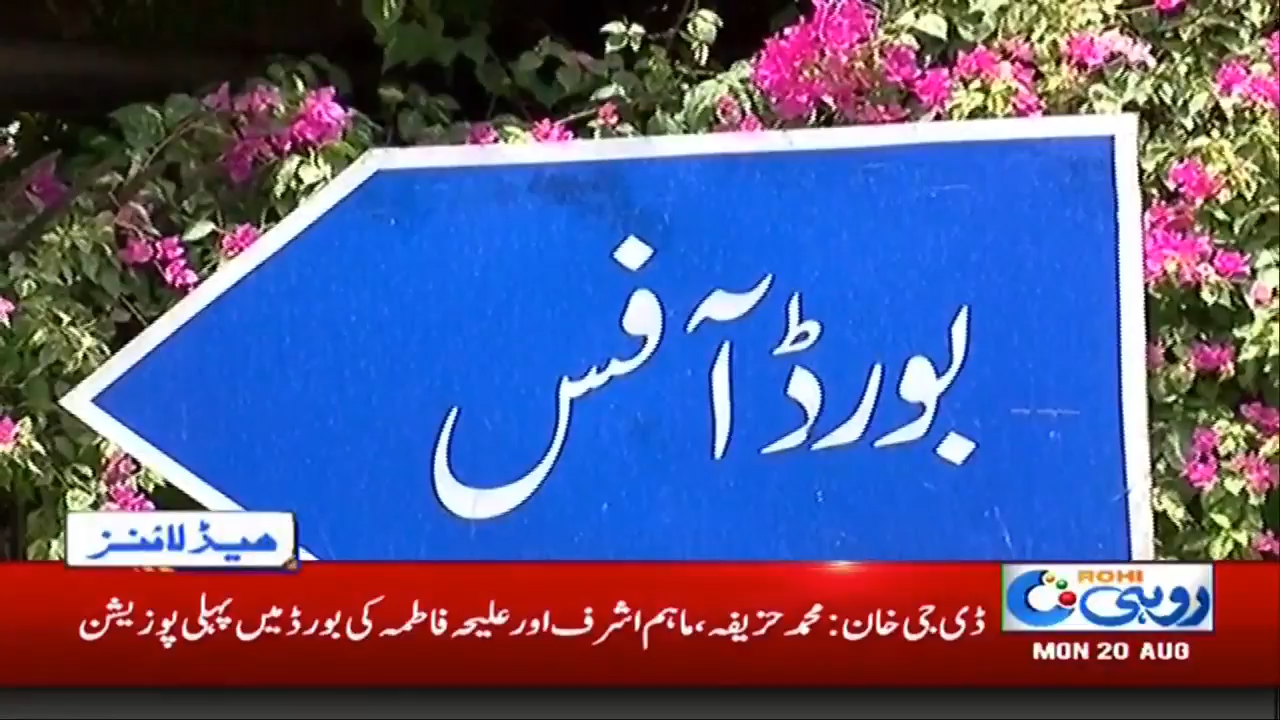 بورڈ آفس
ہیڈ لائنز
ڈی جی خان: محمد حزیفہ، ماہم اشرف اور علیحہ فاطمہ کی بورڈ میں پہلی پوزیشن
ROHI
روہی
MON 20 AUG